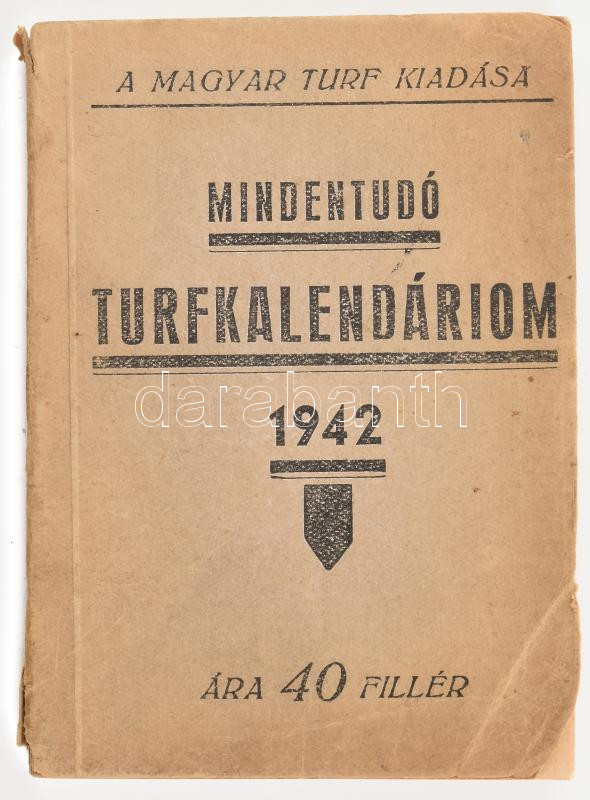 A MAGYAR TURF KIADÁSA
MINDENTUDÓ
TURFKALENDÁRIOM
darabanth
1942
ÁRA 40 FILLÉR